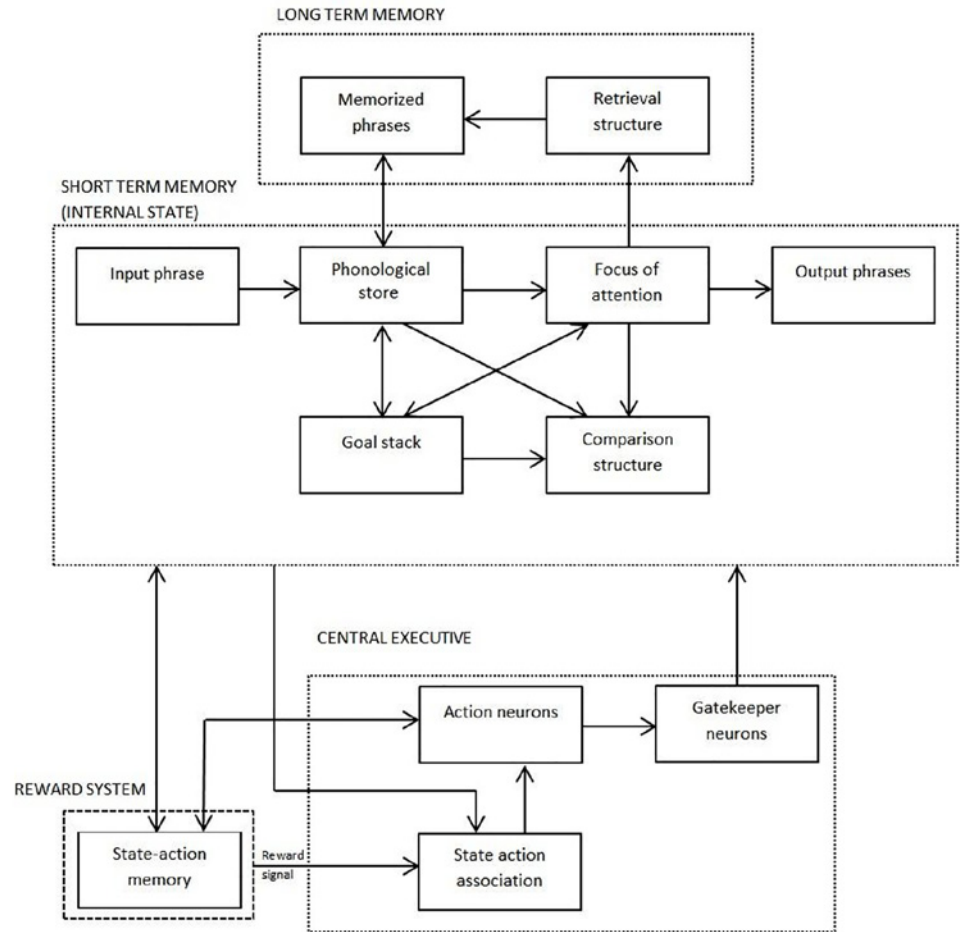 LONG TERM MEMORY
Memorized
phrases
Retrieval
structure
SHORT TERM MEMORY
(INTERNAL STATE)
Input phrase
Phonological
store
Focus of
attention
Output phrases
Goal stack
Comparison
structure
CENTRAL EXECUTIVE
Action neurons
Gatekeeper
neurons
REWARD SYSTEM
State-action
memory
Reward
signal
State action
association